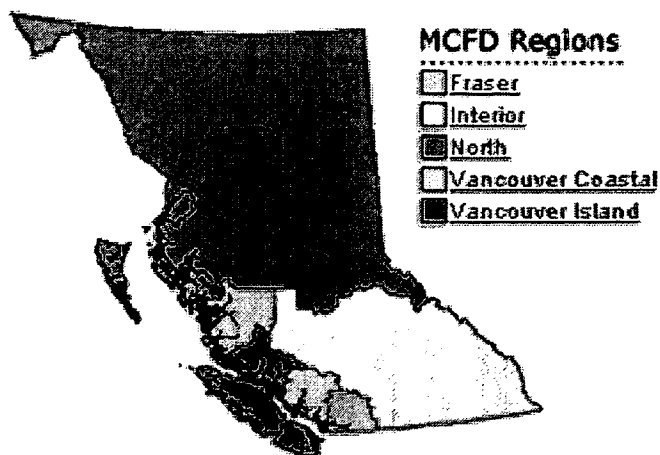 MCFD Regions
Fraser
Interior
North
Vancouver Coastal
Vancouver Island